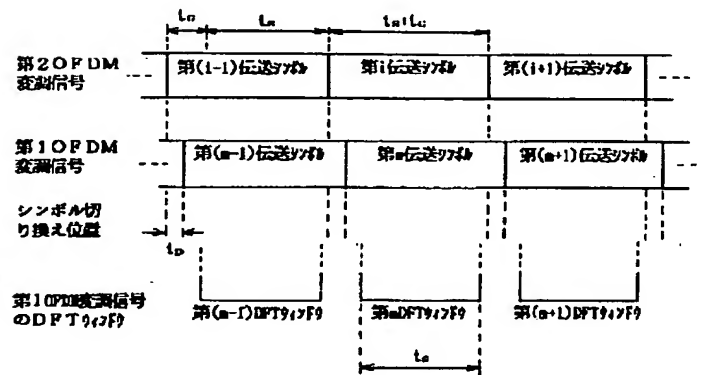 tG tS tS+tG
第2OFDM
変調信号
第(i-1)伝送シンボル 第i伝送シンボル 第(i+1)伝送シンボル
第1OFDM
変調信号
第(m-1)伝送シンボル 第m伝送シンボル 第(m+1)伝送シンボル
シンボル切
り換え位置
tD
第1OFDM変調信号
のDFTウィンドウ
第(m-1)DFTウィンドウ 第mDFTウィンドウ 第(m+1)DFTウィンドウ
tS